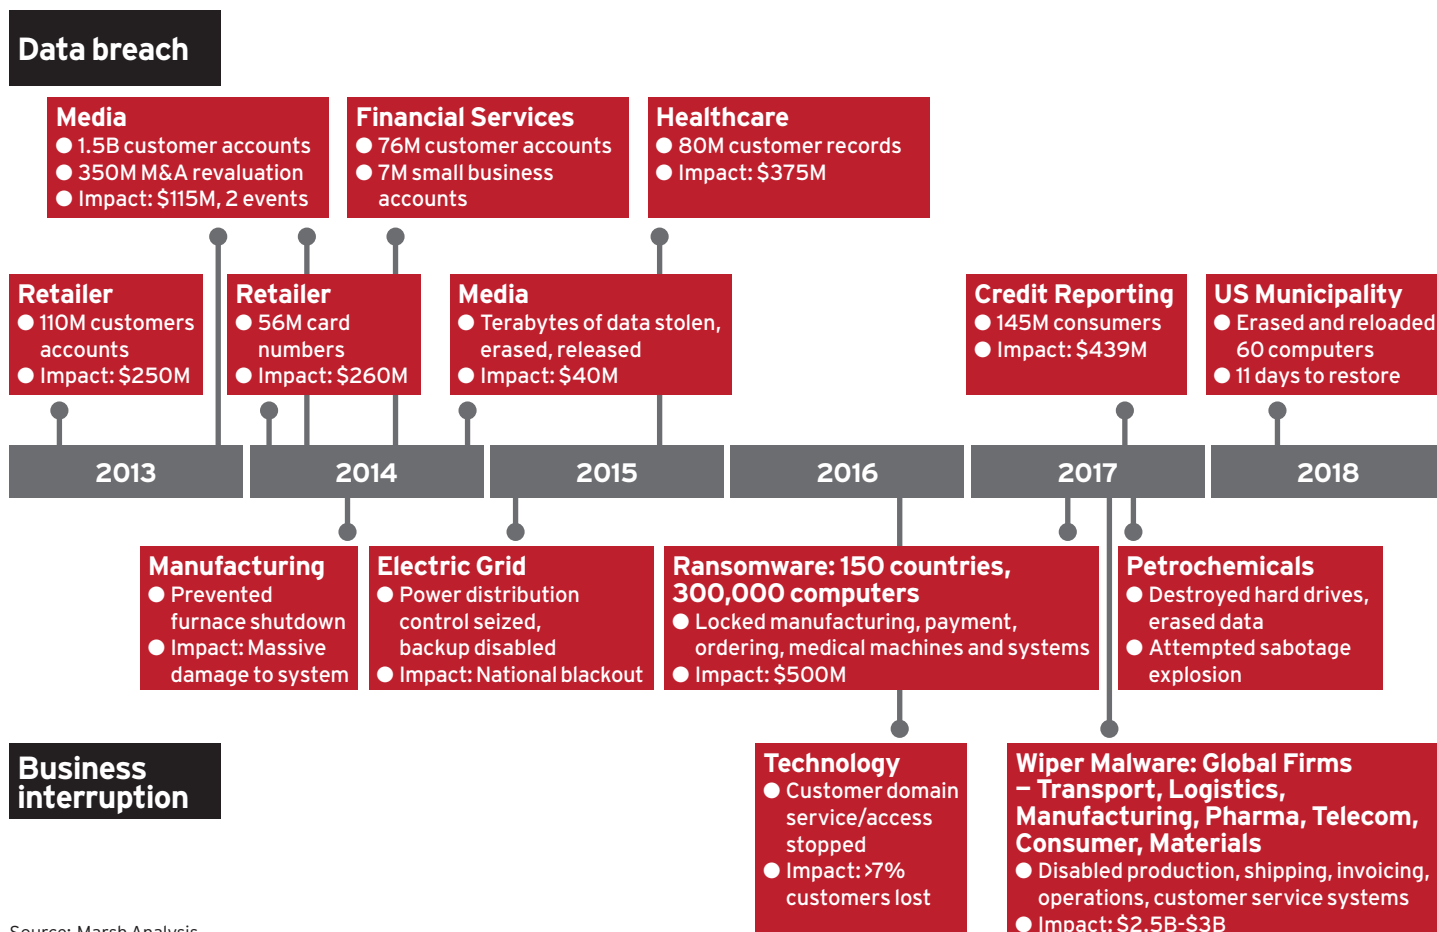 Data breach
Media
● 1.5B customer accounts
● 350M M&A revaluation
● Impact: $115M, 2 events
Financial Services
● 76M customer accounts
● 7M small business
accounts
Healthcare
● 80M customer records
● Impact: $375M
Retailer
● 110M customers
accounts
● Impact: $250M
Retailer
● 56M card
numbers
● Impact: $260M
Media
● Terabytes of data stolen,
erased, released
● Impact: $40M
Credit Reporting
● 145M consumers
● Impact: $439M
US Municipality
● Erased and reloaded
60 computers
● 11 days to restore
2013
2014
2015
2016
2017
2018
Manufacturing
● Prevented
furnace shutdown
● Impact: Massive
damage to system
Electric Grid
● Power distribution
control seized,
backup disabled
● Impact: National blackout
Ransomware: 150 countries,
300,000 computers
● Locked manufacturing, payment,
ordering, medical machines and systems
● Impact: $500M
Petrochemicals
● Destroyed hard drives,
erased data
● Attempted sabotage
explosion
Business
interruption
Technology
● Customer domain
service/access
stopped
● Impact: >7%
customers lost
Wiper Malware: Global Firms
– Transport, Logistics,
Manufacturing, Pharma, Telecom,
Consumer, Materials
● Disabled production, shipping, invoicing,
operations, customer service systems
● Impact: $2.5B-$3B
Source: Marsh Analysis